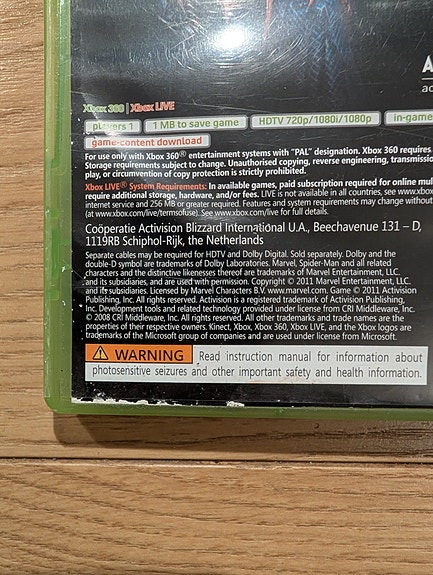 A
ac
Xbox 360 | Xbox LIVE
players 1 1 MB to save game HDTV 720p/1080i/1080p in-game
game-content download
For use only with Xbox 360® entertainment systems with "PAL" designation. Xbox 360 requires
Storage requirements subject to change. Unauthorised copying, reverse engineering, transmission
play, or circumvention of copy protection is strictly prohibited.
Xbox LIVE® System Requirements: In available games, paid subscription required for online mul
require additional storage, hardware, and/or fees. LIVE is not available in all countries, see www.xbox
internet service and 256 MB or greater required. Features and system requirements may change without
(at www.xbox.com/live/termsofuse). See www.xbox.com/live for full details.
Coöperatie Activision Blizzard International U.A., Beechavenue 131 – D,
1119RB Schiphol-Rijk, the Netherlands
Separate cables may be required for HDTV and Dolby Digital. Sold separately. Dolby and the
double-D symbol are trademarks of Dolby Laboratories. Marvel, Spider-Man and all related
characters and the distinctive likenesses thereof are trademarks of Marvel Entertainment, LLC.
and its subsidiaries, and are used with permission. Copyright © 2011 Marvel Entertainment, LLC.
and its subsidiaries. Licensed by Marvel Characters B.V. www.marvel.com. Game © 2011 Activision
Publishing, Inc. All rights reserved. Activision is a registered trademark of Activision Publishing,
Inc. Development tools and related technology provided under license from CRI Middleware, Inc.
© 2008 CRI Middleware, Inc. All rights reserved. All other trademarks and trade names are the
properties of their respective owners. Kinect, Xbox, Xbox 360, Xbox LIVE, and the Xbox logos are
trademarks of the Microsoft group of companies and are used under license from Microsoft.
WARNING Read instruction manual for information about
photosensitive seizures and other important safety and health information.